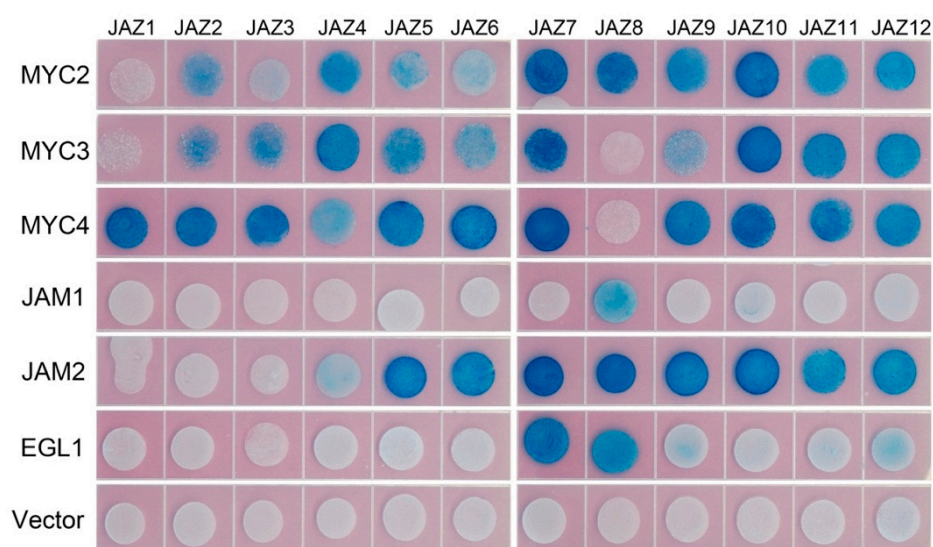 JAZ1 JAZ2 JAZ3 JAZ4 JAZ5 JAZ6 JAZ7 JAZ8 JAZ9 JAZ10 JAZ11 JAZ12
MYC2
MYC3
MYC4
JAM1
JAM2
EGL1
Vector